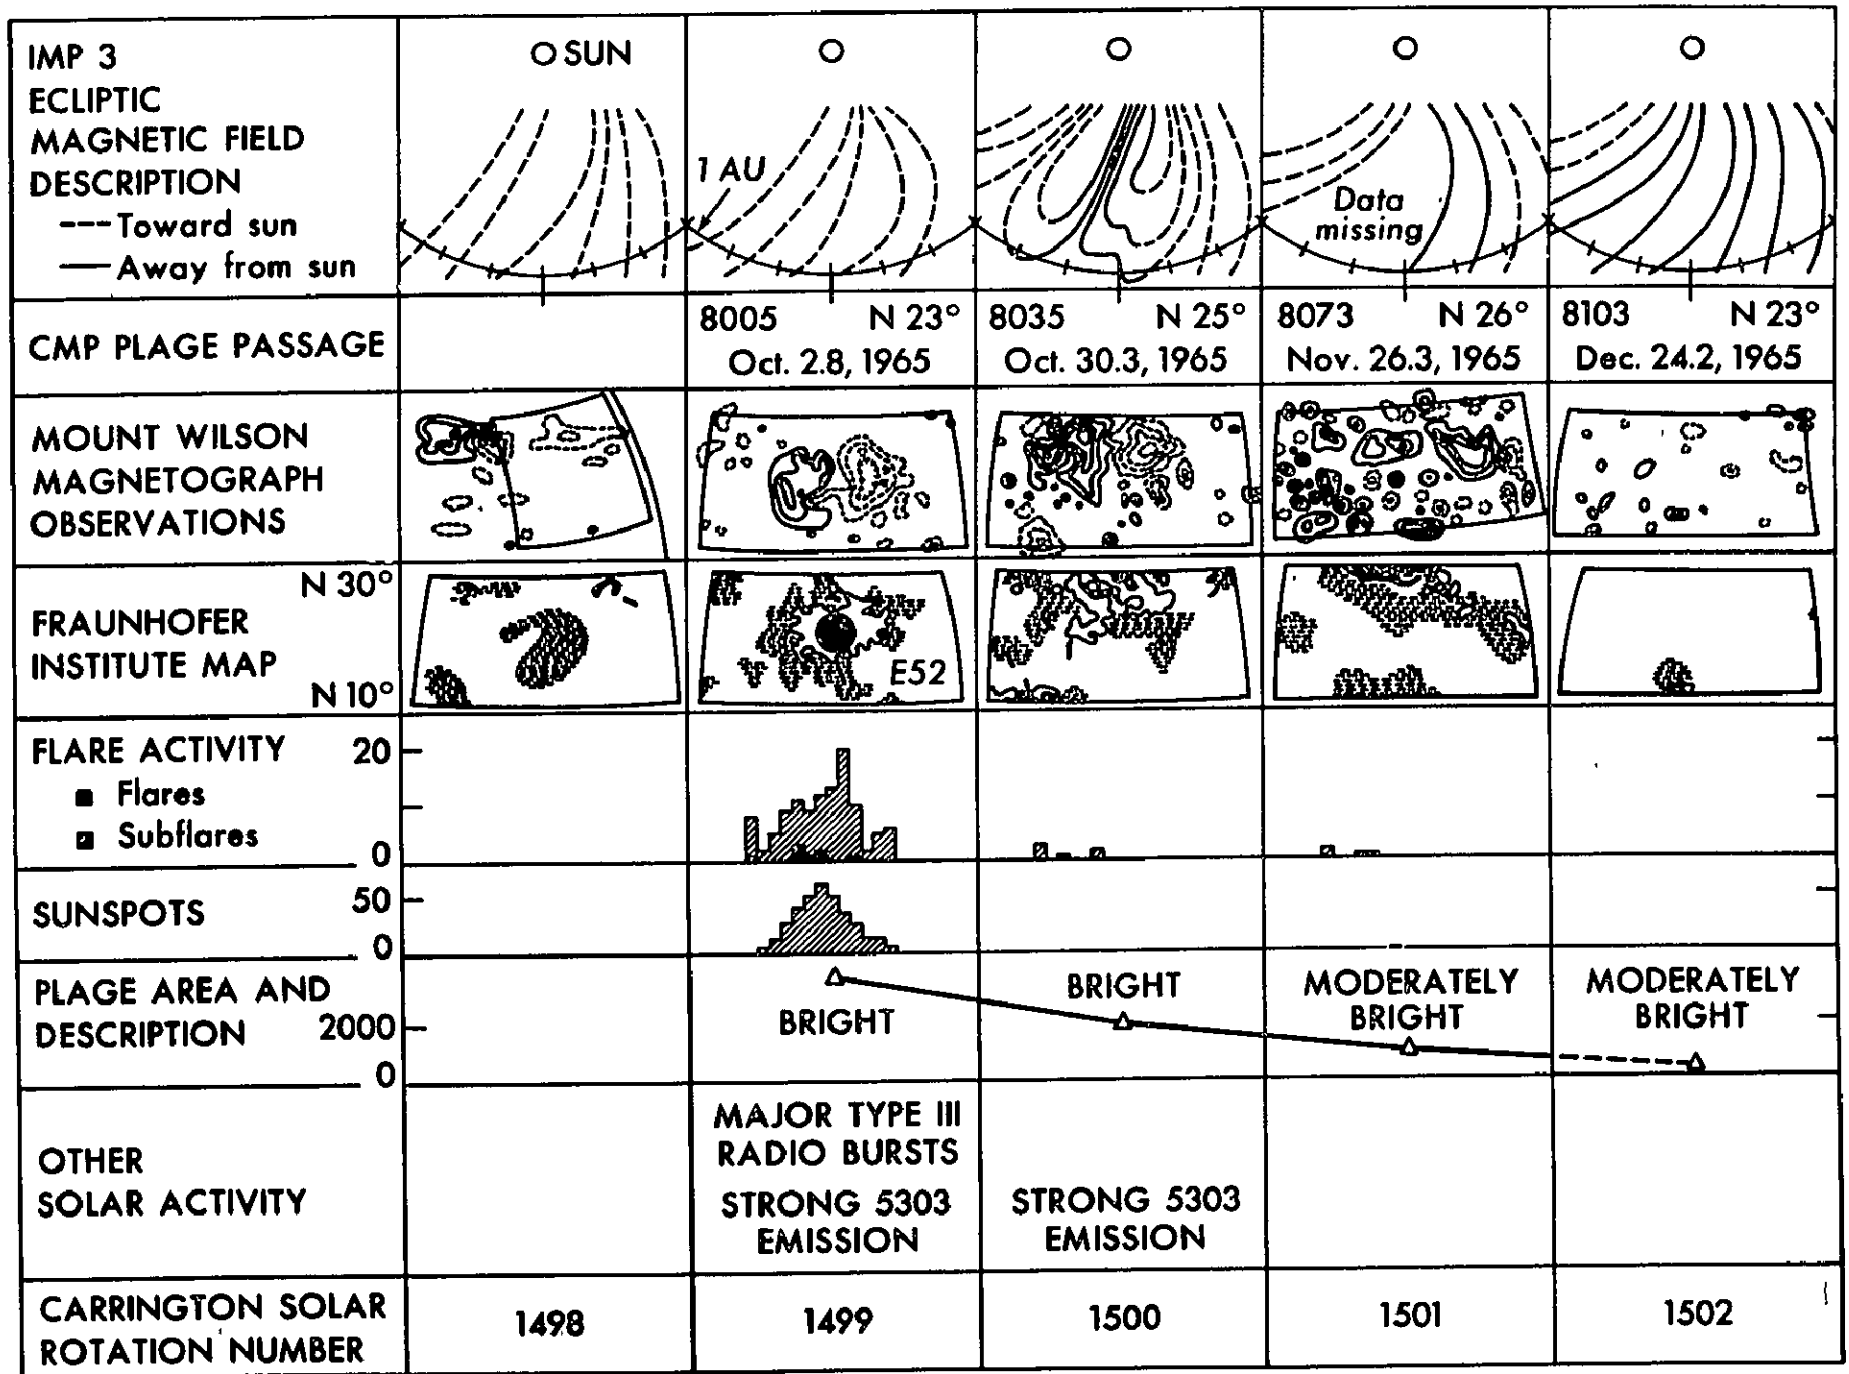 IMP 3
ECLIPTIC
MAGNETIC FIELD
DESCRIPTION
---Toward sun
—Away from sun
SUN
1 AU
Data
missing
CMP PLAGE PASSAGE
8005 N 23°
Oct. 2.8, 1965
8035 N 25°
Oct. 30.3, 1965
8073 N 26°
Nov. 26.3, 1965
8103 N 23°
Dec. 24.2, 1965
MOUNT WILSON
MAGNETOGRAPH
OBSERVATIONS
N 30°
FRAUNHOFER
INSTITUTE MAP
N 10°
E52
FLARE ACTIVITY 20
Flares
Subflares
0
SUNSPOTS 50
0
PLAGE AREA AND
DESCRIPTION 2000
0
BRIGHT
BRIGHT
MODERATELY
BRIGHT
MODERATELY
BRIGHT
OTHER
SOLAR ACTIVITY
MAJOR TYPE III
RADIO BURSTS
STRONG 5303
EMISSION
STRONG 5303
EMISSION
CARRINGTON SOLAR
ROTATION NUMBER
1498 1499 1500 1501 1502